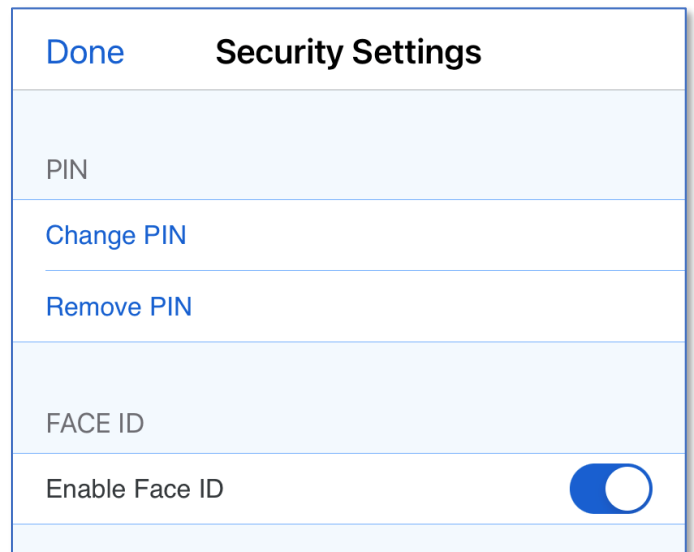 Done Security Settings
PIN
Change PIN
Remove PIN
FACE ID
Enable Face ID